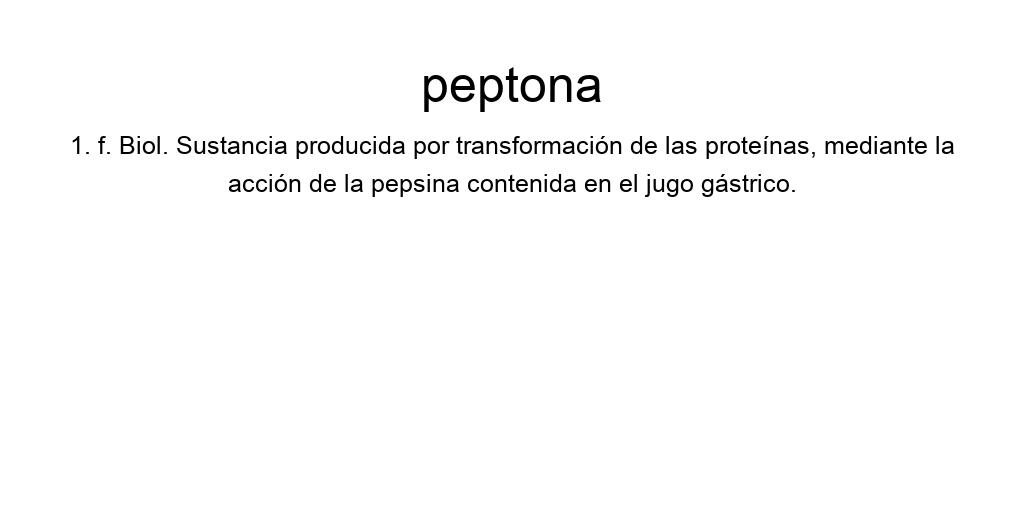 peptona
1. f. Biol. Sustancia producida por transformación de las proteínas, mediante la
acción de la pepsina contenida en el jugo gástrico.